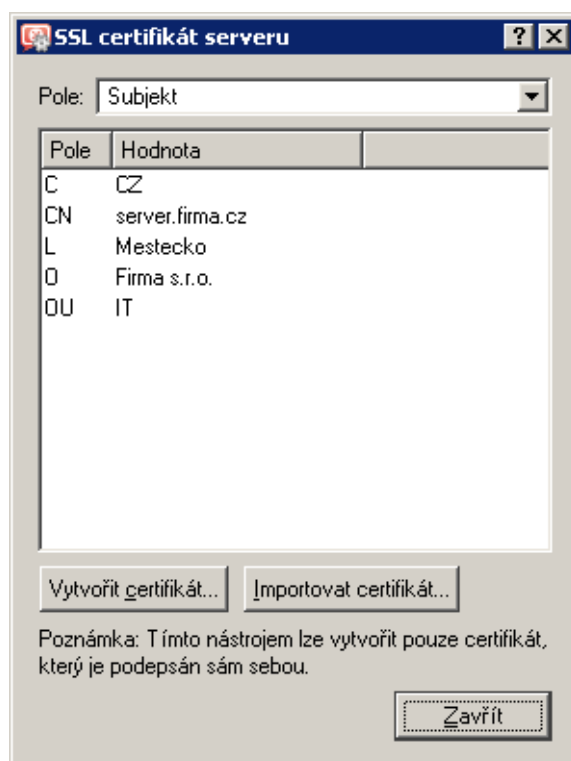 SSL certifikát serveru
Pole: Subjekt
Pole Hodnota
C CZ
CN server.firma.cz
L Mestecko
O Firma s.r.o.
OU IT
Vytvořit certifikát... Importovat certifikát...
Poznámka: Tímto nástrojem lze vytvořit pouze certifikát,
který je podepsán sám sebou.
Zavřít